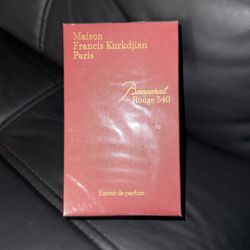 Maison
Francis Kurkdjian
Paris
Baccarat
Rouge 540
Extrait de parfum